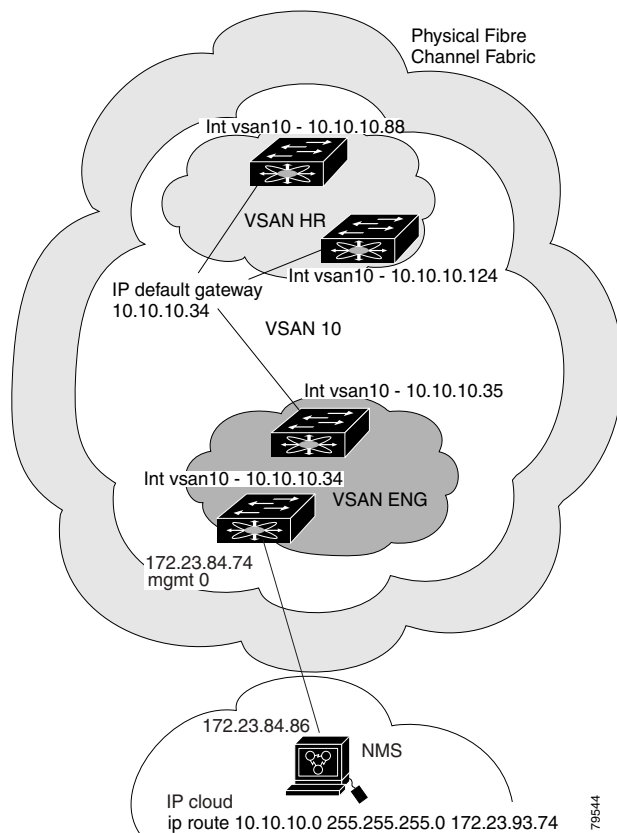 Physical Fibre
Channel Fabric
Int vsan10 - 10.10.10.88
VSAN HR
Int vsan10 - 10.10.10.124
IP default gateway
10.10.10.34
VSAN 10
Int vsan10 - 10.10.10.35
Int vsan10 - 10.10.10.34
VSAN ENG
172.23.84.74
mgmt 0
172.23.84.86
NMS
IP cloud
ip route 10.10.10.0 255.255.255.0 172.23.93.74
79544